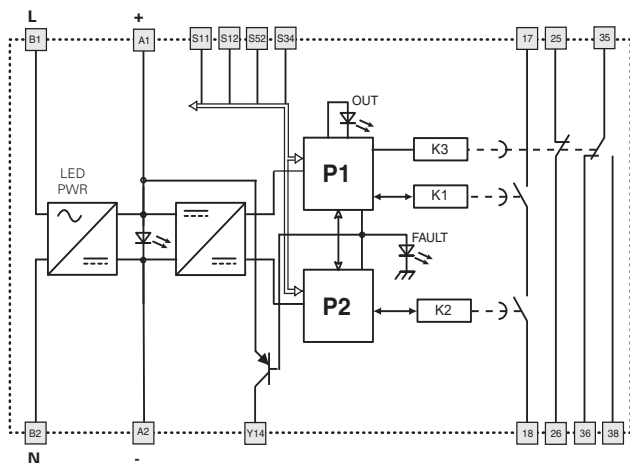 L +
B1 A1 S11 S12 S52 S34 17 25 35
OUT
LED
PWR
P1
K3
K1
FAULT
P2
K2
B2 A2 Y14 18 26 36 38
N -